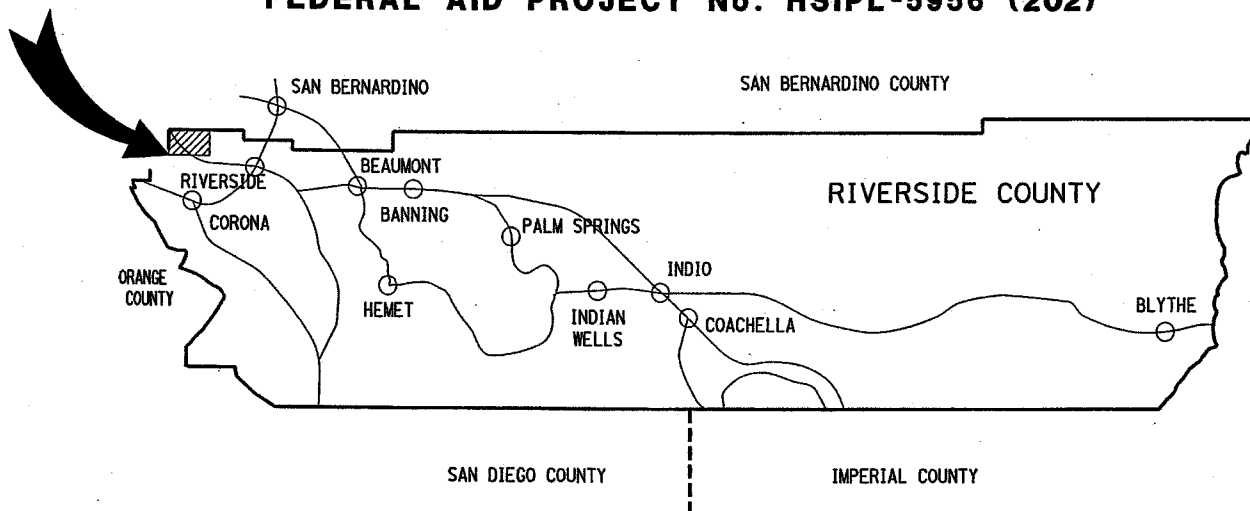 FEDERAL AID PROJECT No. HSIPL-5956 (202)
SAN BERNARDINO
SAN BERNARDINO COUNTY
BEAUMONT
RIVERSIDE
RIVERSIDE COUNTY
CORONA
BANNING
PALM SPRINGS
ORANGE
COUNTY
INDIO
HEMET
INDIAN
WELLS
COACHELLA
BLYTHE
SAN DIEGO COUNTY
IMPERIAL COUNTY